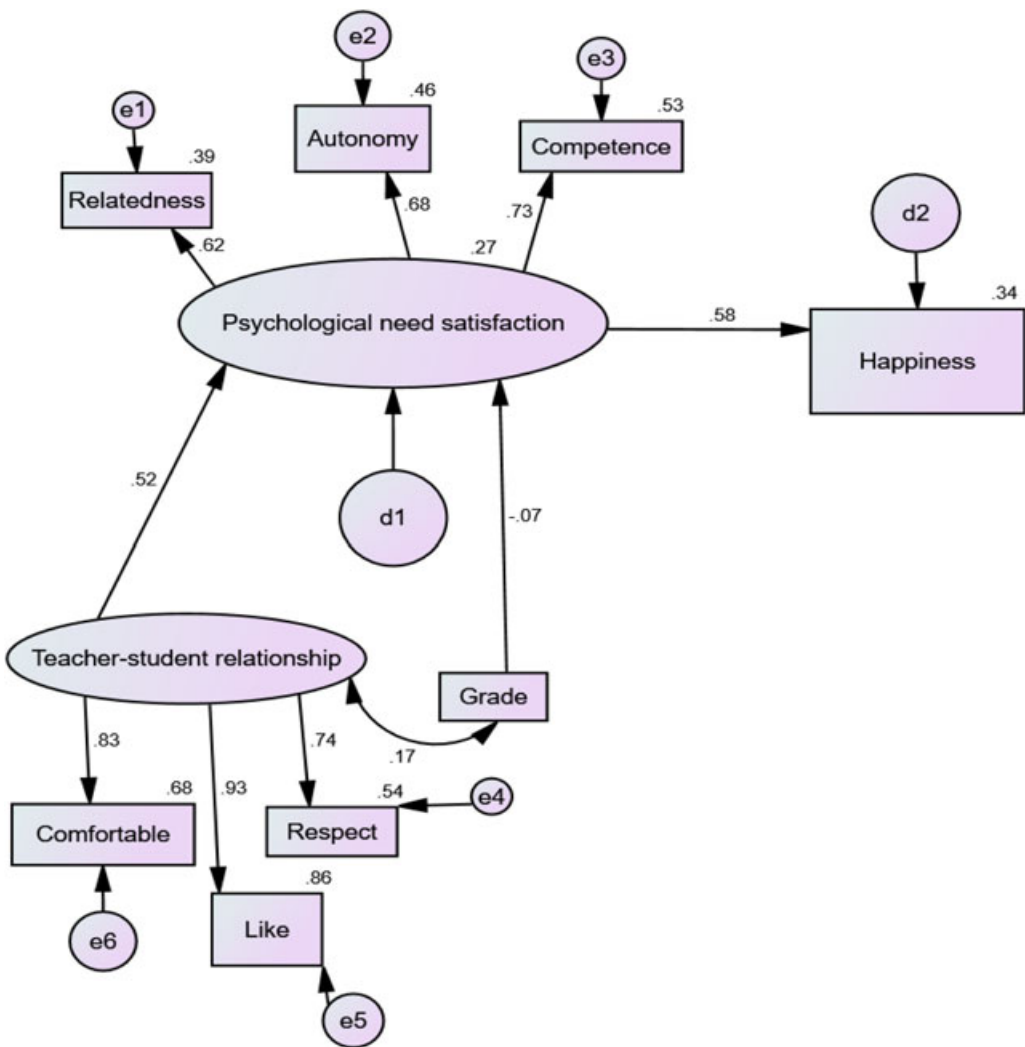 e2
e3
e1
.46
.53
Autonomy
Competence
.39
Relatedness
d2
.68
.73
.62
.27
.34
Psychological need satisfaction
.58
Happiness
.52
d1
-.07
Teacher-student relationship
Grade
.83
.93
.74
.17
.68
.54
e4
Comfortable
Respect
.86
Like
e6
e5